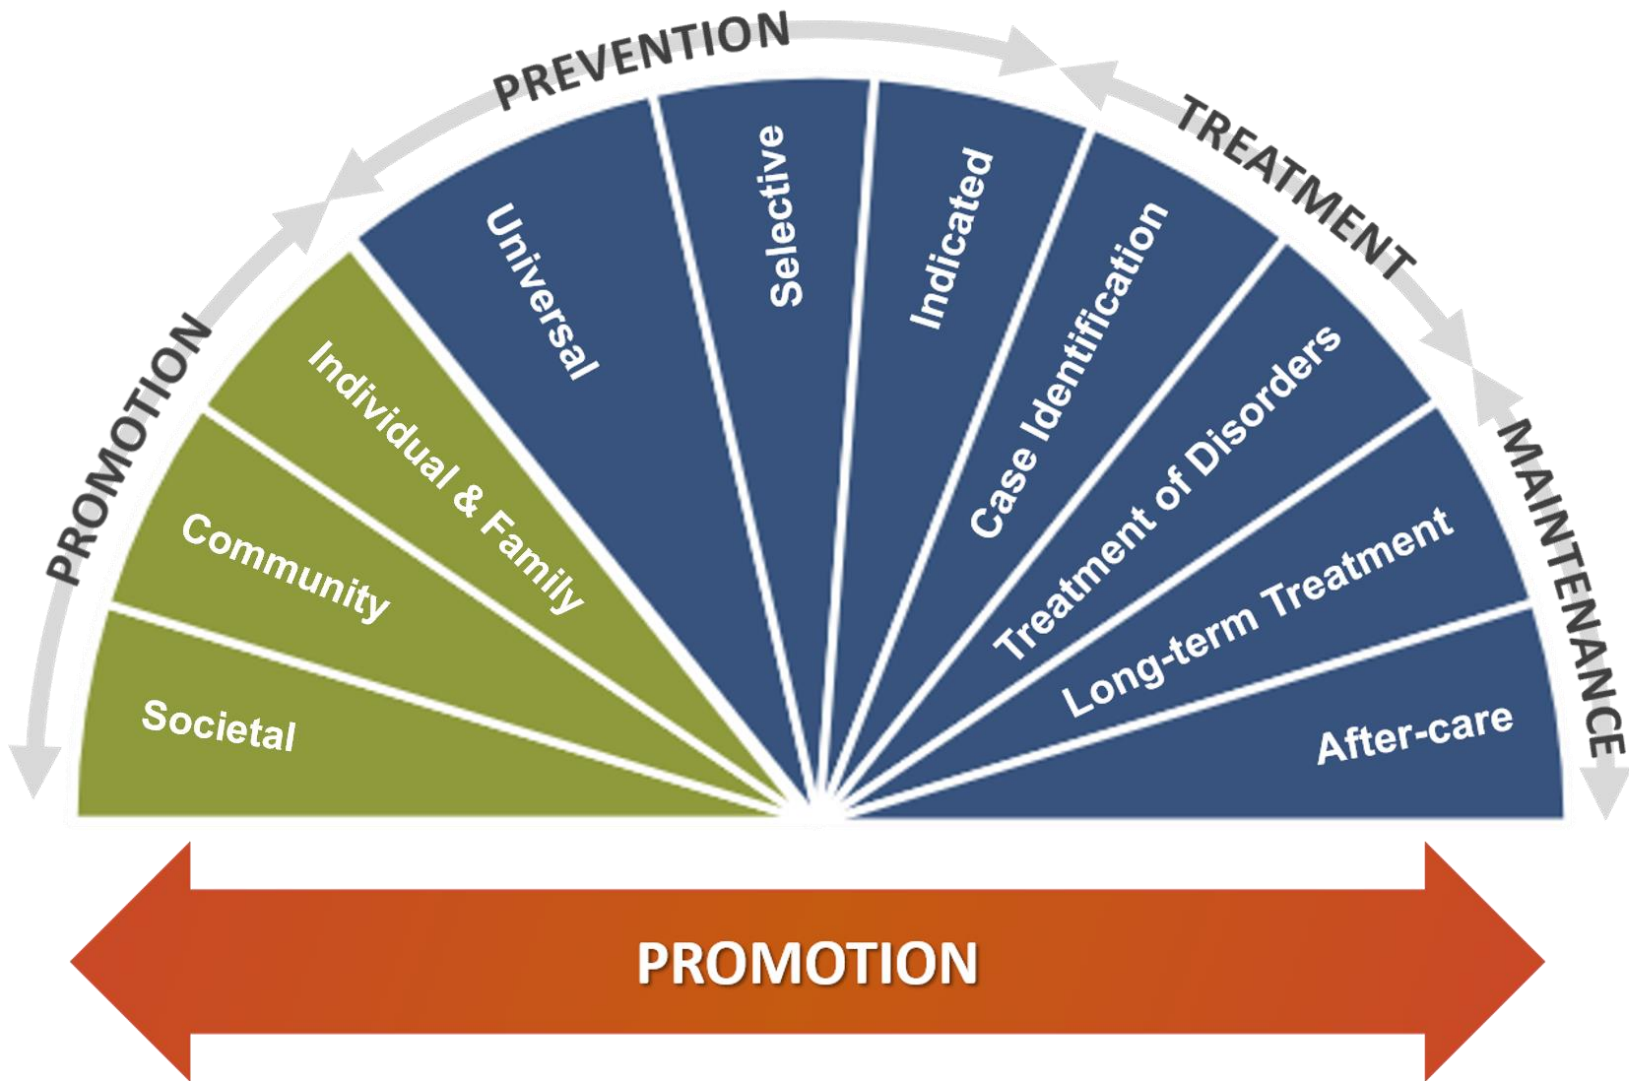 PROMOTION
PREVENTION
TREATMENT
MAINTENANCE
Societal
Community
Individual & Family
Universal
Selective
Indicated
Case Identification
Treatment of Disorders
Long-term Treatment
After-care
PROMOTION